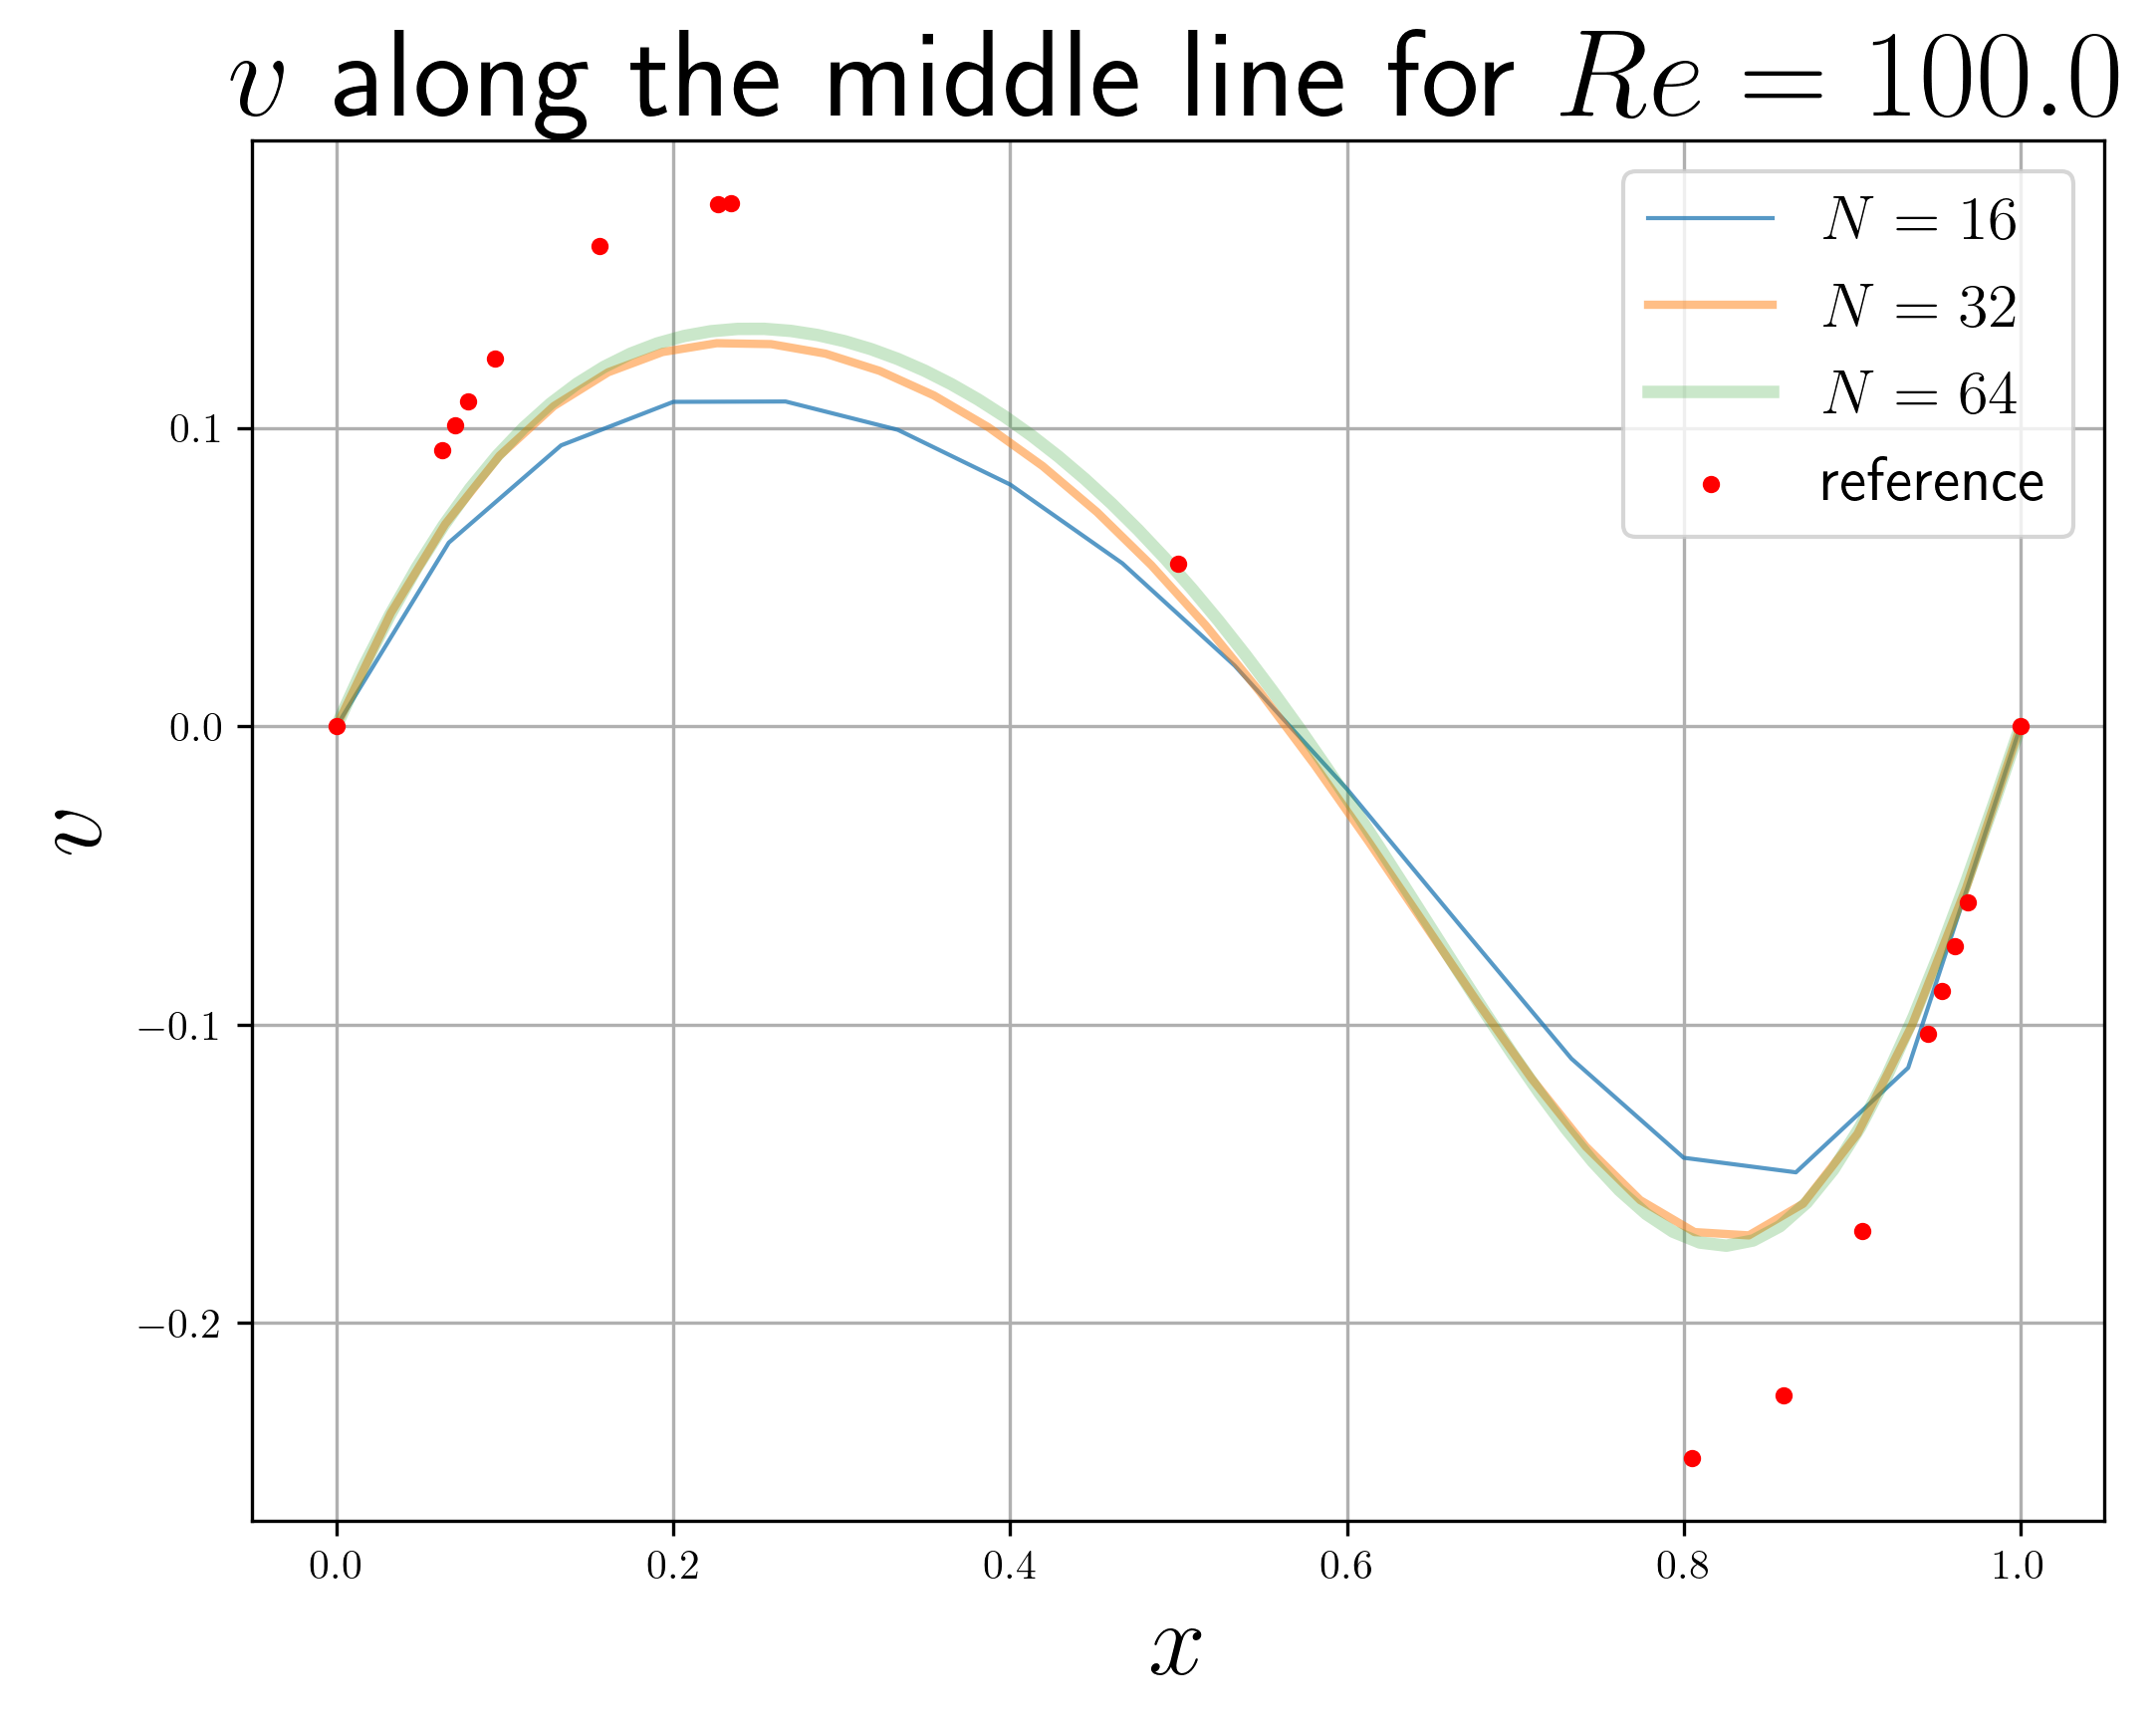 v along the middle line for Re = 100.0
N = 16
N = 32
N = 64
reference
0.1
0.0
−0.1
−0.2
v
0.0 0.2 0.4 0.6 0.8 1.0
x